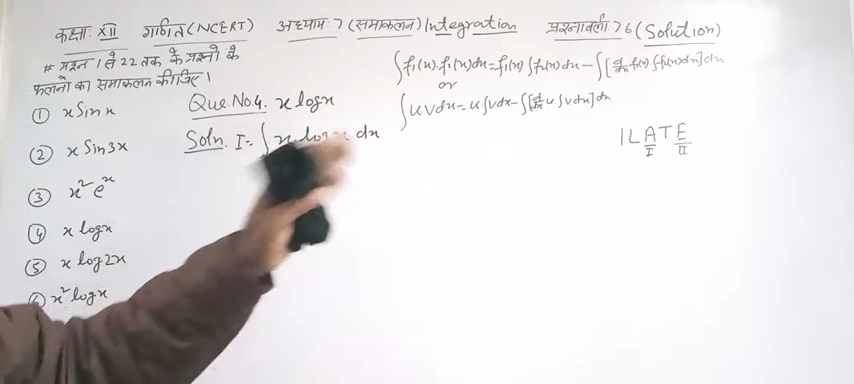 कक्षा: XII गणित (NCERT) अध्याय: 7 (समाकलन) Integration प्रश्नावली 7.6 (Solution)
# प्रश्न 1 से 22 तक के प्रश्नों के
फलनों का समाकलन कीजिए।
① x Sin x
② x Sin 3x
③ x² eˣ
④ x log x
⑤ x log 2x
⑥ x² log x
Que. No. 4. x log x
Soln. I = ∫ x log x dx
∫ f₁(x). f₂(x) dx = f₁(x) ∫ f₂(x) dx − ∫ [d/dx f₁(x) ∫ f₂(x) dx] dx
or
∫ u v dx = u ∫ v dx − ∫ [d/dx u ∫ v dx] dx
I L A T E
I II